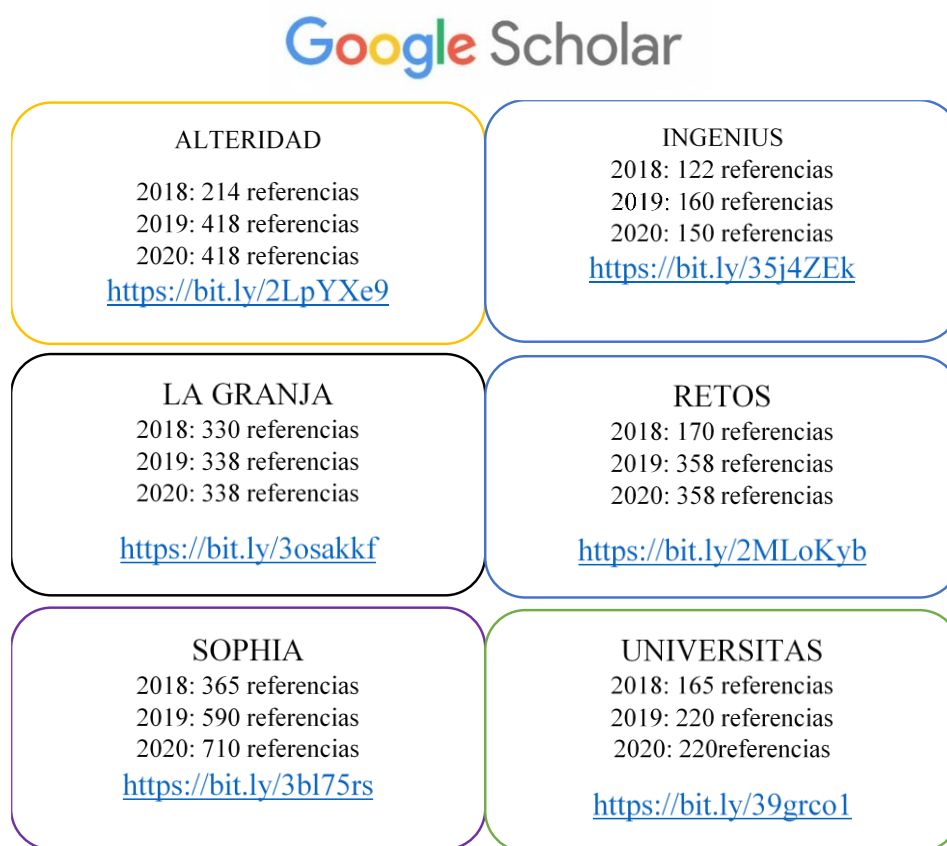 Google Scholar
ALTERIDAD
2018: 214 referencias
2019: 418 referencias
2020: 418 referencias
https://bit.ly/2LpYXe9
INGENIUS
2018: 122 referencias
2019: 160 referencias
2020: 150 referencias
https://bit.ly/35j4ZEk
LA GRANJA
2018: 330 referencias
2019: 338 referencias
2020: 338 referencias
https://bit.ly/3osakkf
RETOS
2018: 170 referencias
2019: 358 referencias
2020: 358 referencias
https://bit.ly/2MLoKyb
SOPHIA
2018: 365 referencias
2019: 590 referencias
2020: 710 referencias
https://bit.ly/3bl75rs
UNIVERSITAS
2018: 165 referencias
2019: 220 referencias
2020: 220referencias
https://bit.ly/39grco1